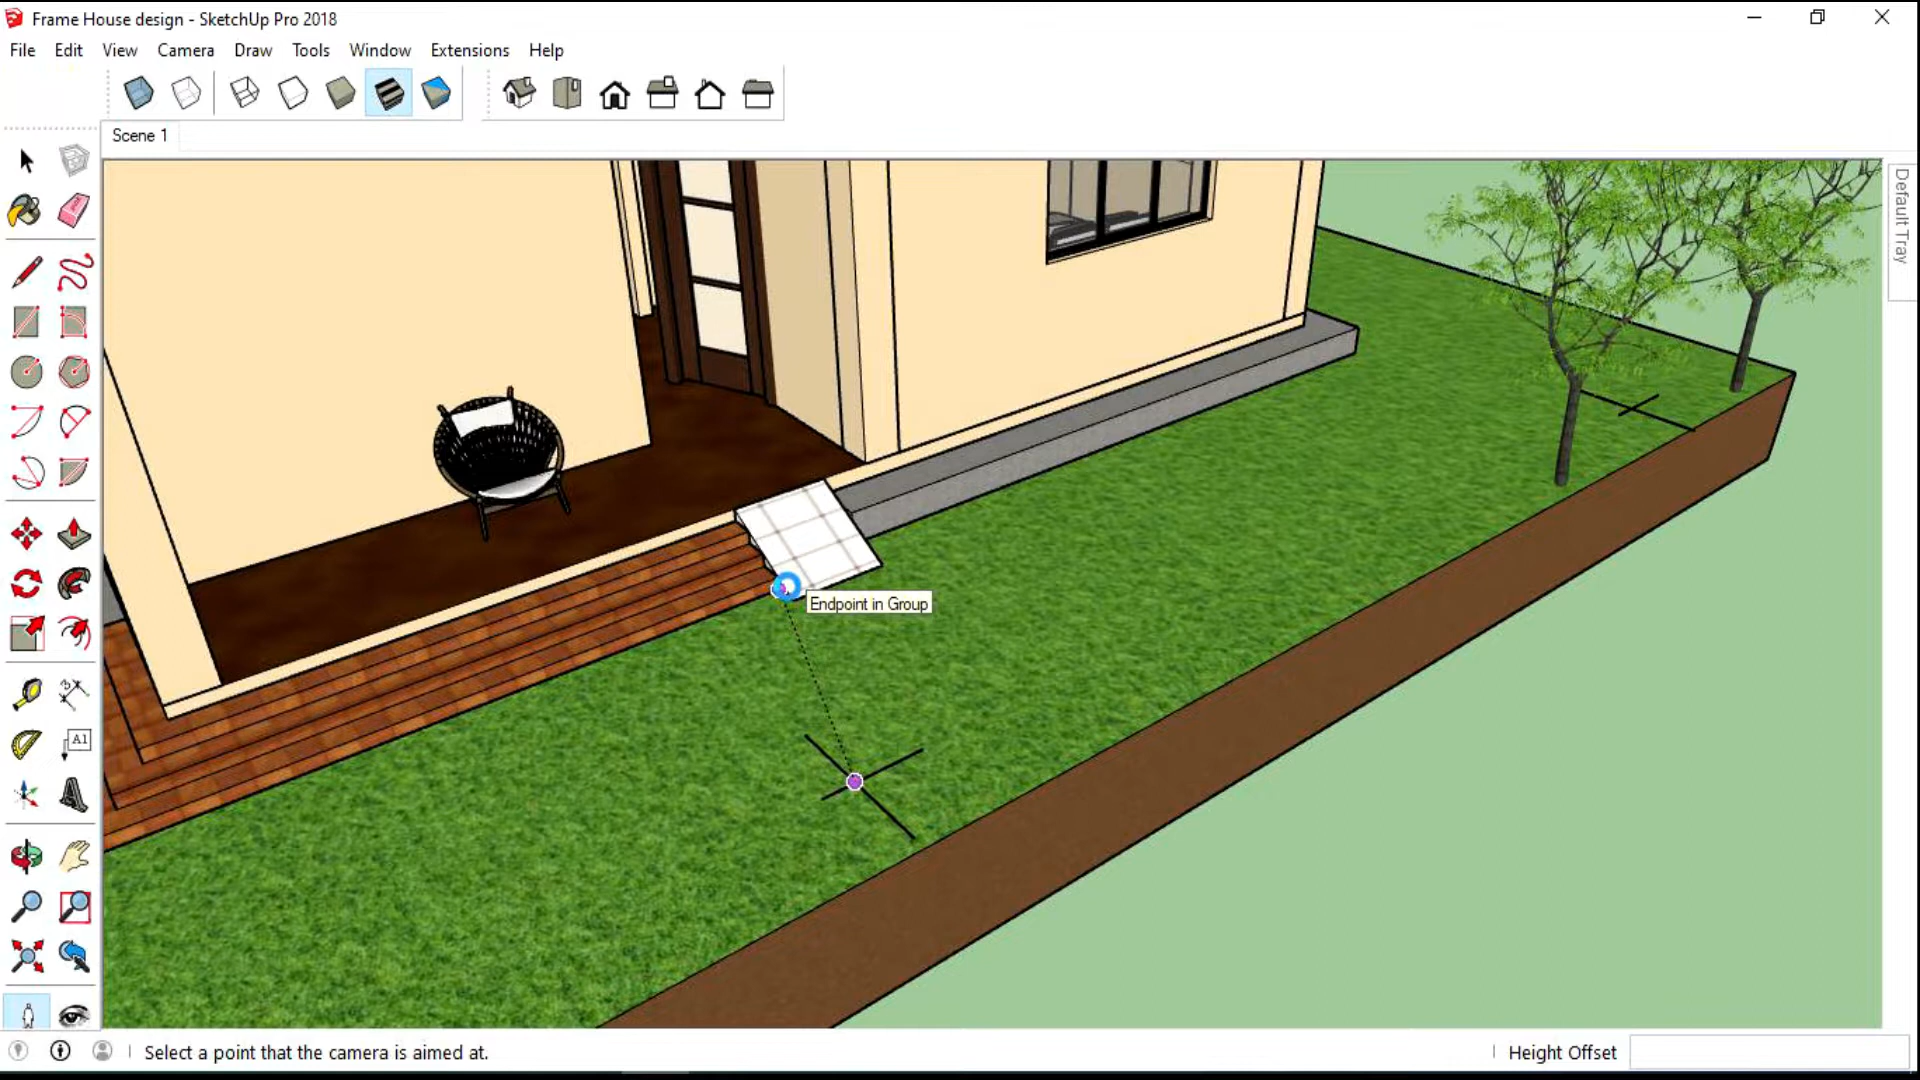 Frame House design - SketchUp Pro 2018
File Edit View Camera Draw Tools Window Extensions Help
Scene 1
Default Tray
Endpoint in Group
A1
Select a point that the camera is aimed at.
Height Offset